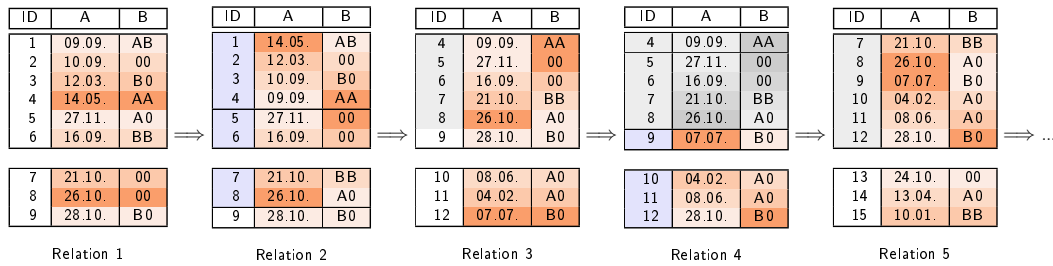 ID A B ID A B ID A B ID A B ID A B
1 09.09. AB 1 14.05. AB 4 09.09. AA 4 09.09. AA 7 21.10. BB
2 10.09. 00 2 12.03. 00 5 27.11. 00 5 27.11. 00 8 26.10. A0
3 12.03. B0 3 10.09. B0 6 16.09. 00 6 16.09. 00 9 07.07. B0
4 14.05. AA 4 09.09. AA 7 21.10. BB 7 21.10. BB 10 04.02. A0
5 27.11. A0 5 27.11. 00 8 26.10. A0 8 26.10. A0 11 08.06. A0
6 16.09. BB 6 16.09. 00 9 28.10. B0 9 07.07. B0 12 28.10. B0
⟹ ⟹ ⟹ ⟹ ⟹ ...
7 21.10. 00 7 21.10. BB 10 08.06. A0 10 04.02. A0 13 24.10. 00
8 26.10. 00 8 26.10. A0 11 04.02. A0 11 08.06. A0 14 13.04. A0
9 28.10. B0 9 28.10. B0 12 07.07. B0 12 28.10. B0 15 10.01. BB
Relation 1 Relation 2 Relation 3 Relation 4 Relation 5